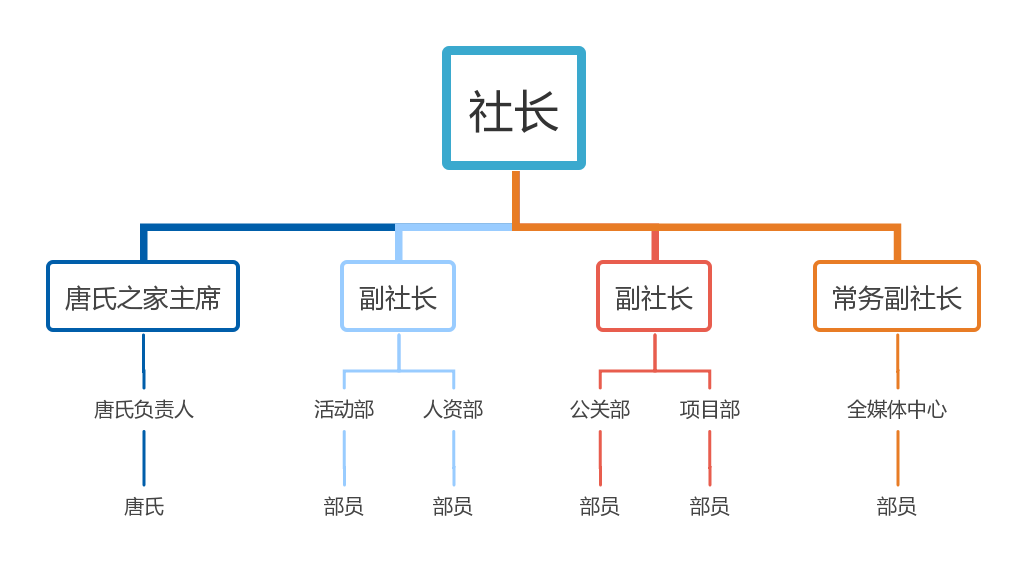 社长
唐氏之家主席
副社长
副社长
常务副社长
唐氏负责人
活动部
人资部
公关部
项目部
全媒体中心
唐氏
部员
部员
部员
部员
部员